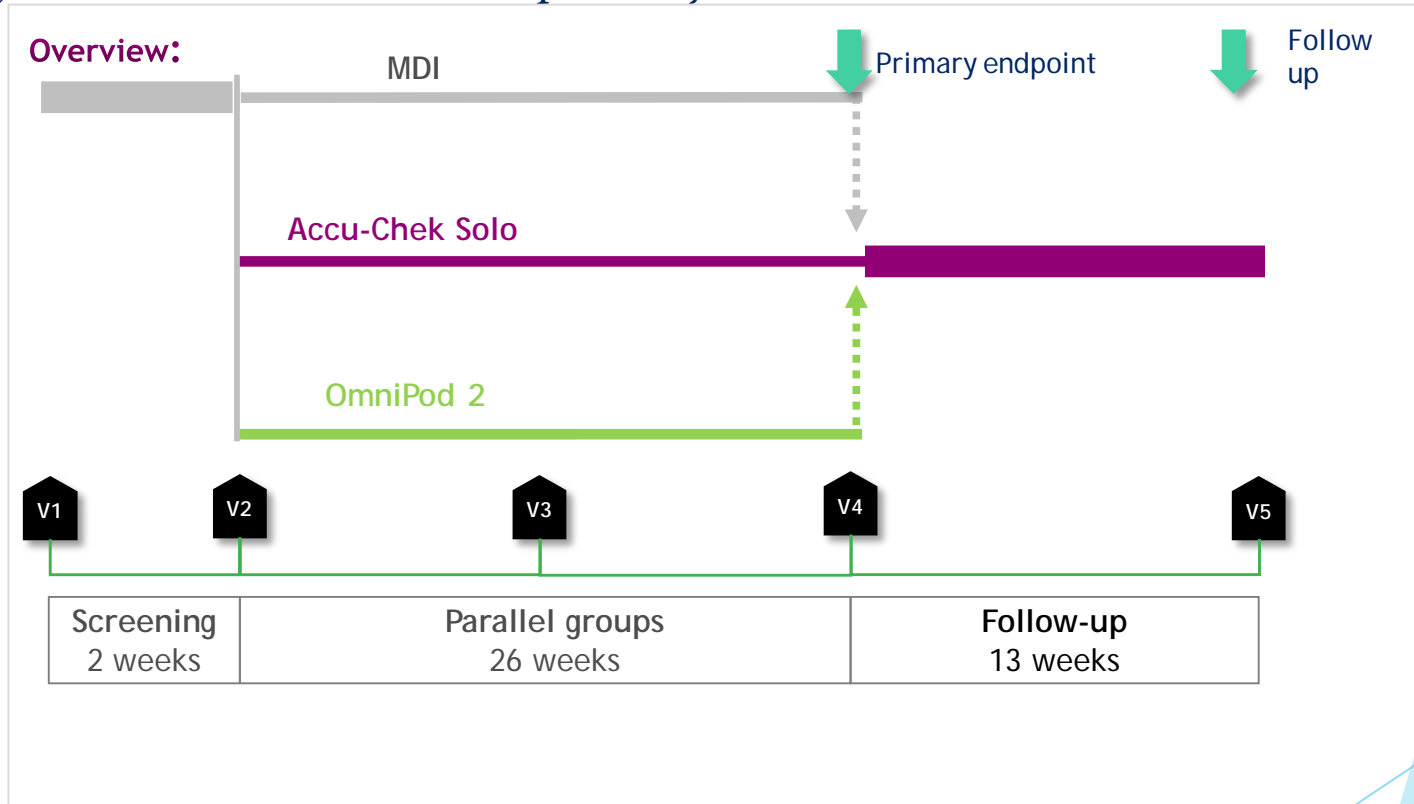 Overview:
MDI
Primary endpoint
Follow
up
Accu-Chek Solo
OmniPod 2
V1
V2
V3
V4
V5
Screening
2 weeks
Parallel groups
26 weeks
Follow-up
13 weeks